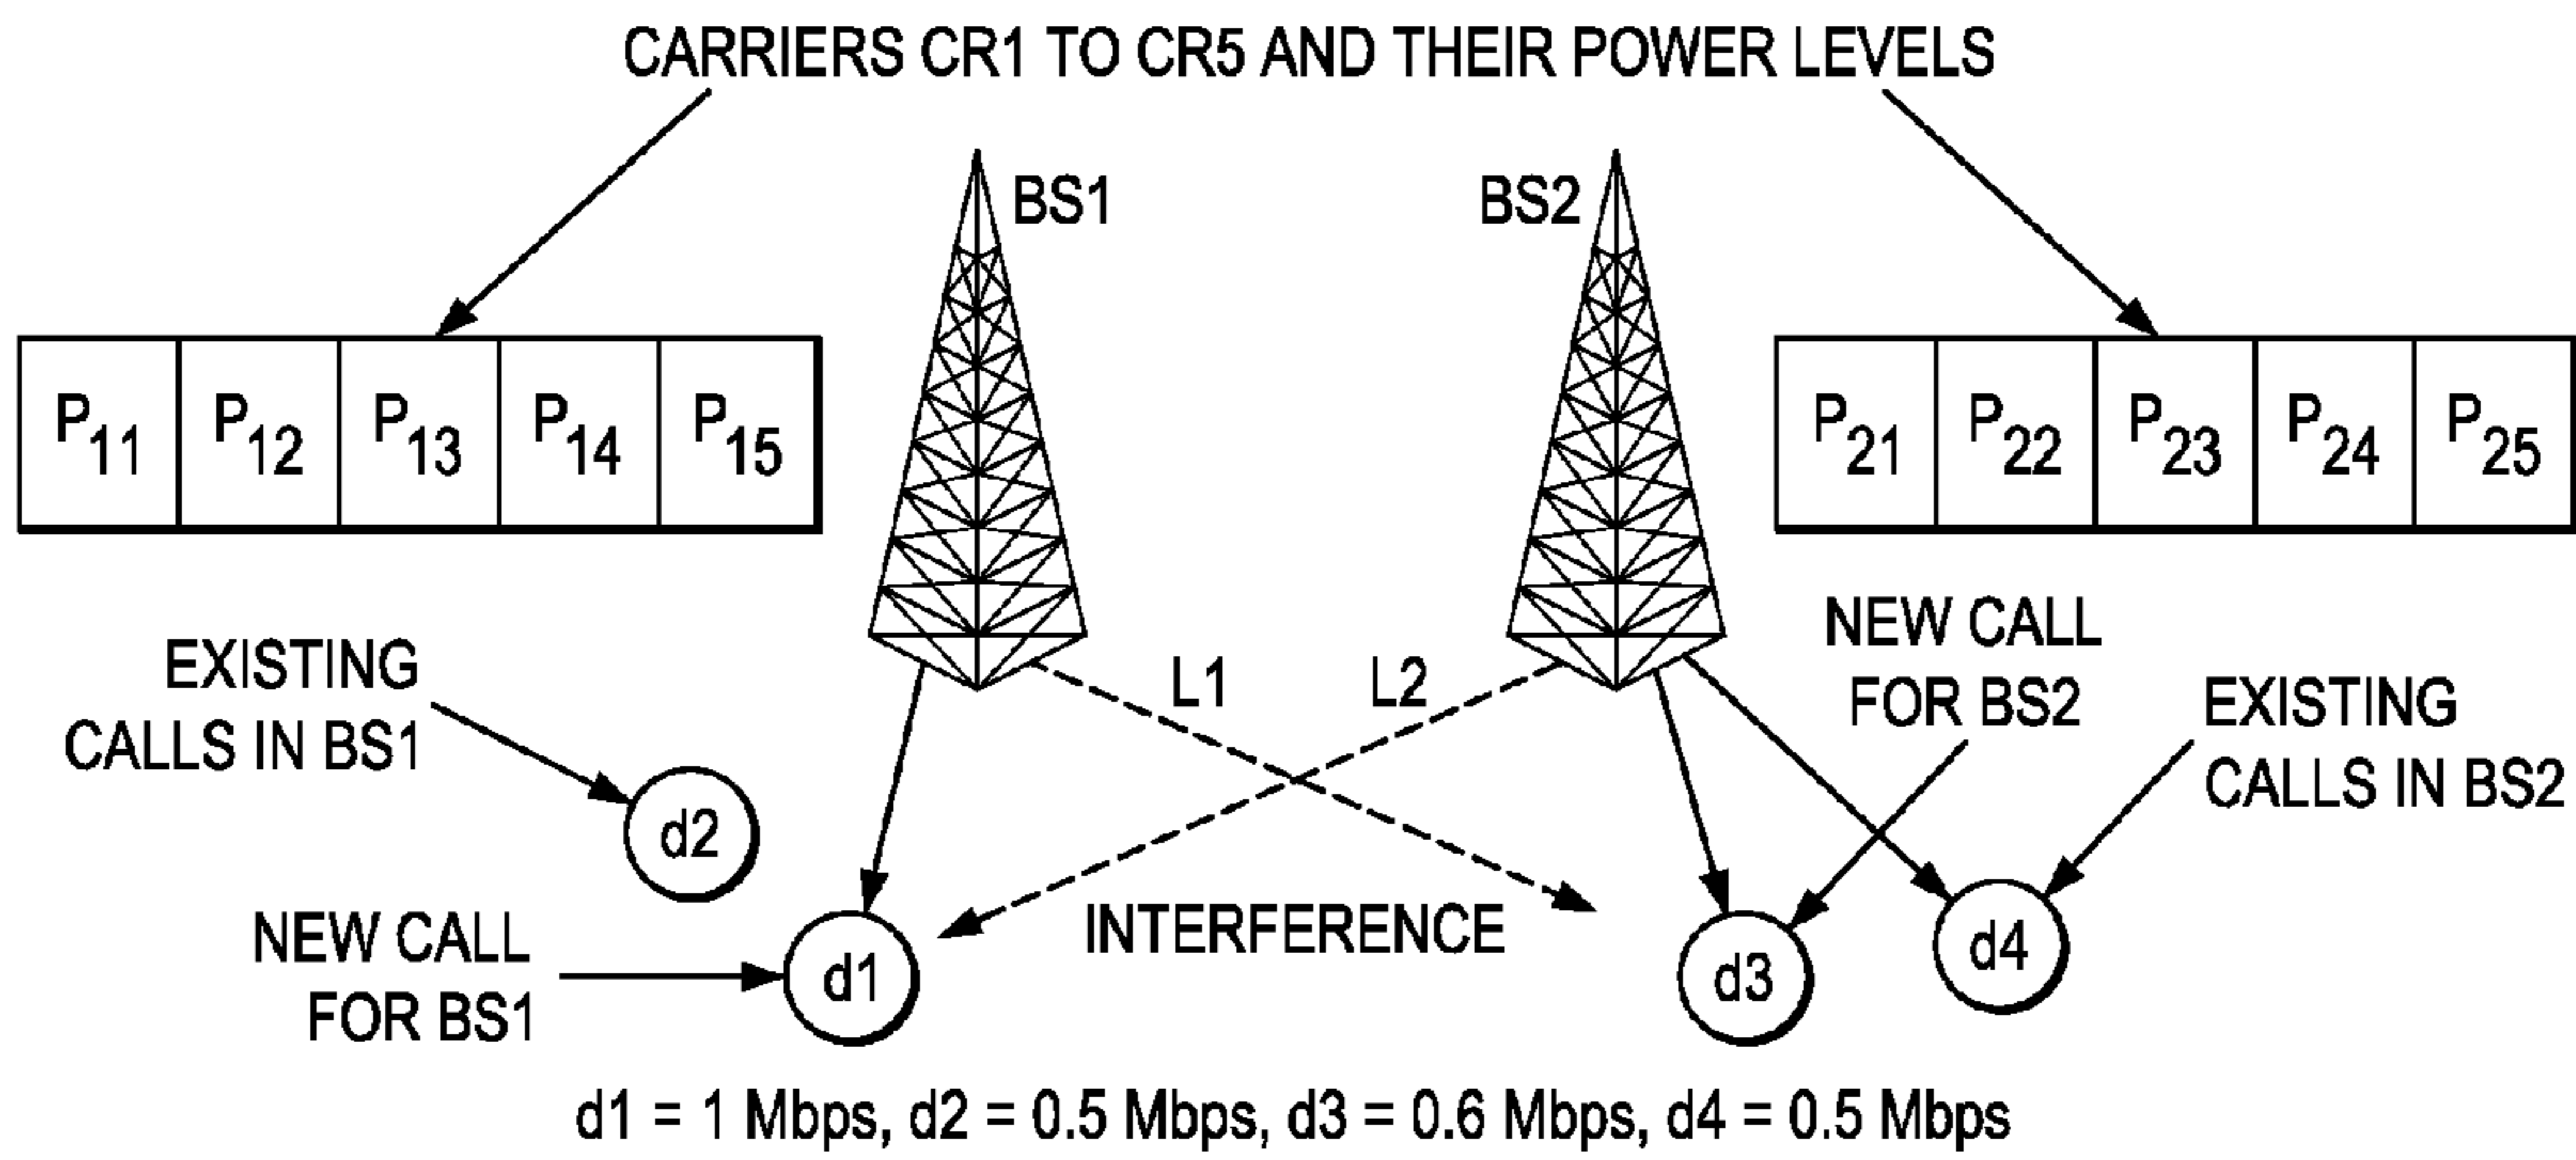 CARRIERS CR1 TO CR5 AND THEIR POWER LEVELS
BS1
BS2
P11 P12 P13 P14 P15
P21 P22 P23 P24 P25
EXISTING
CALLS IN BS1
L1
L2
NEW CALL
FOR BS2
EXISTING
CALLS IN BS2
d2
NEW CALL
FOR BS1
d1
INTERFERENCE
d3
d4
d1 = 1 Mbps, d2 = 0.5 Mbps, d3 = 0.6 Mbps, d4 = 0.5 Mbps